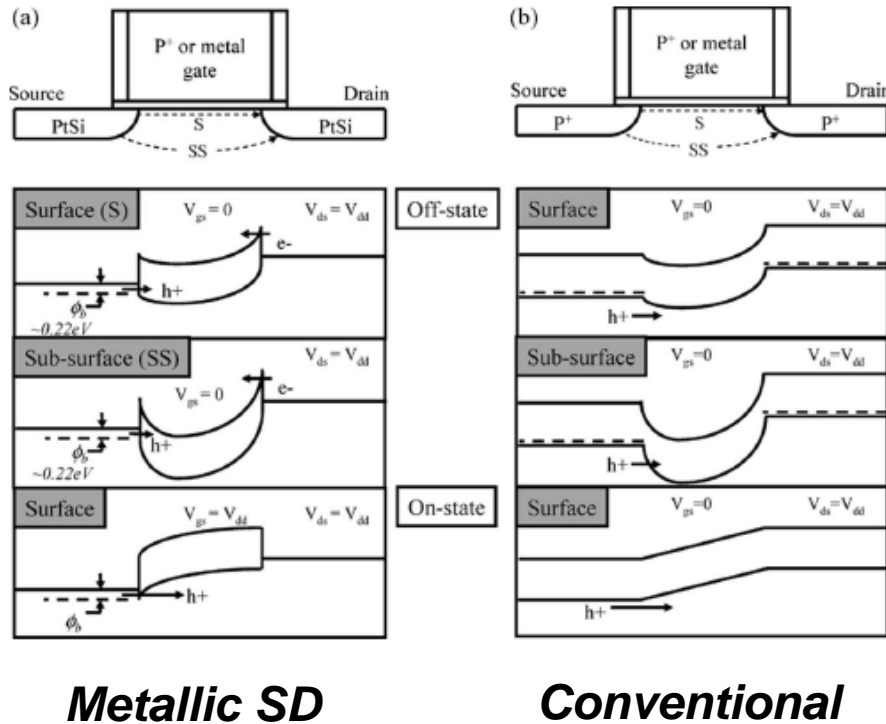 (a)
P+ or metal
gate
Source
Drain
PtSi
S
PtSi
SS
Surface (S)
Vgs = 0
Vds = Vdd
e-
h+
ϕb
~0.22eV
Sub-surface (SS)
Vds = Vdd
Vgs = 0
e-
h+
ϕb
~0.22eV
Surface
Vgs = Vdd
Vds = Vdd
h+
ϕb
Metallic SD
Off-state
On-state
(b)
P+ or metal
gate
Source
Drain
P+
S
P+
SS
Surface
Vgs=0
Vds=Vdd
h+
Sub-surface
Vgs=0
Vds=Vdd
h+
Surface
Vgs=0
Vds=Vdd
h+
Conventional